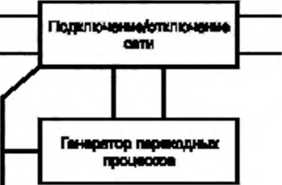 Подключение/отключение
сети
Генератор переходных
процессов